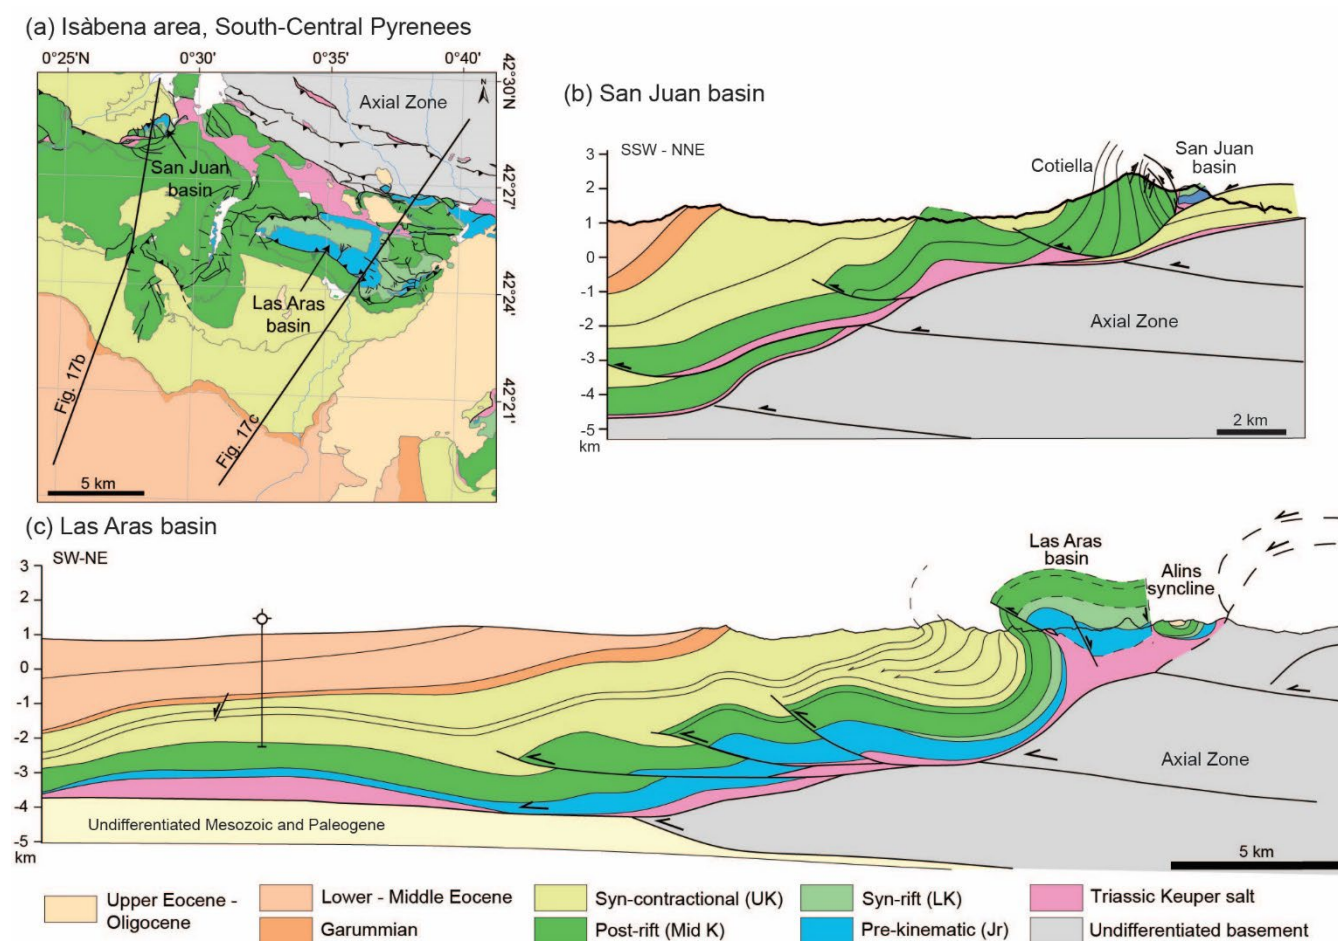 (a) Isàbena area, South-Central Pyrenees
0°25'N 0°30' 0°35' 0°40'
42°30'N
42°27'
42°24'
42°21'
N
Axial Zone
San Juan
basin
Las Aras
basin
Fig. 17b
Fig. 17c
5 km
(b) San Juan basin
SSW - NNE
3
2
1
0
-1
-2
-3
-4
-5
km
Cotiella
San Juan
basin
Axial Zone
2 km
(c) Las Aras basin
SW-NE
3
2
1
0
-1
-2
-3
-4
-5
km
Las Aras
basin
Alins
syncline
Axial Zone
Undifferentiated Mesozoic and Paleogene
5 km
Upper Eocene -
Oligocene
Lower - Middle Eocene
Garummian
Syn-contractional (UK)
Post-rift (Mid K)
Syn-rift (LK)
Pre-kinematic (Jr)
Triassic Keuper salt
Undifferentiated basement